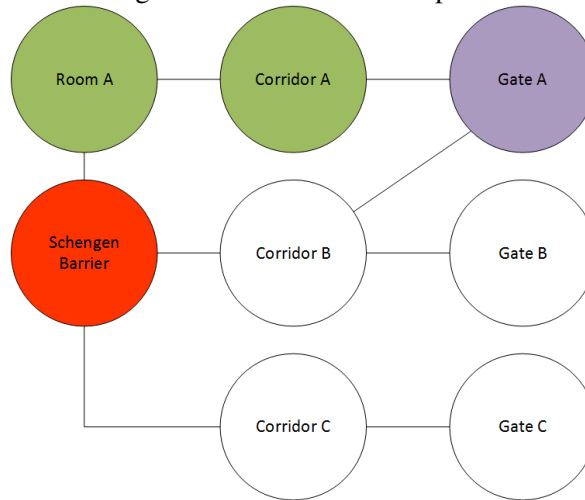 Room A
Corridor A
Gate A
Schengen
Barrier
Corridor B
Gate B
Corridor C
Gate C